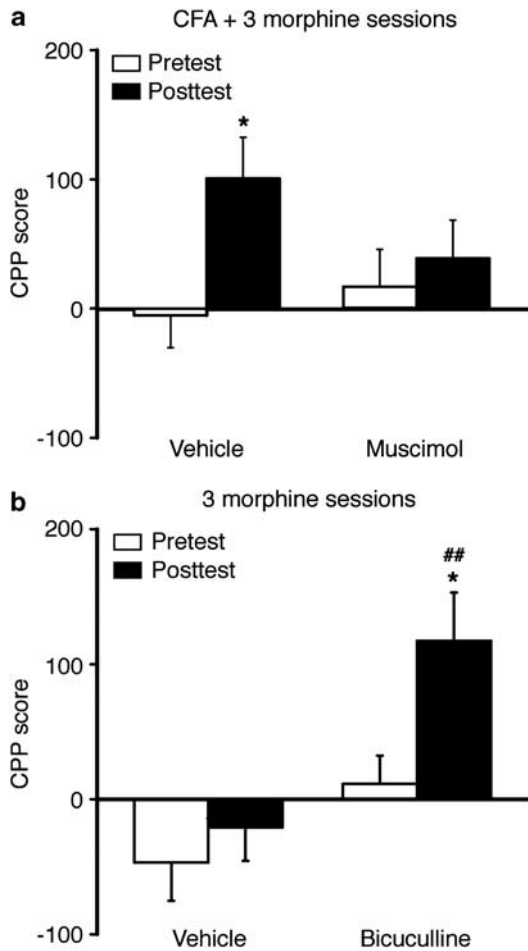 a
CFA + 3 morphine sessions
200
Pretest
Posttest
*
100
CPP score
0
-100
Vehicle Muscimol
b
3 morphine sessions
200
Pretest
Posttest
##
*
100
CPP score
0
-100
Vehicle Bicuculline